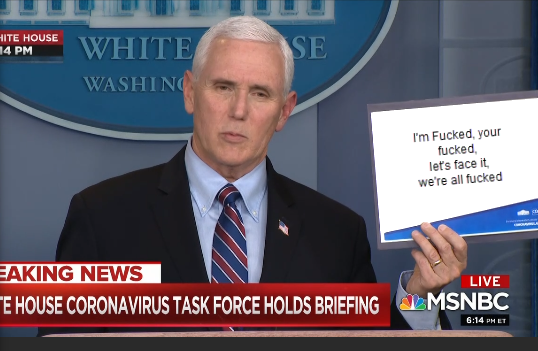 HITE HOUSE
14 PM
WHITE HOUSE
WASHING
I'm Fucked, your
fucked,
let's face it,
we're all fucked
EAKING NEWS
LIVE
TE HOUSE CORONAVIRUS TASK FORCE HOLDS BRIEFING
MSNBC
6:14 PM ET